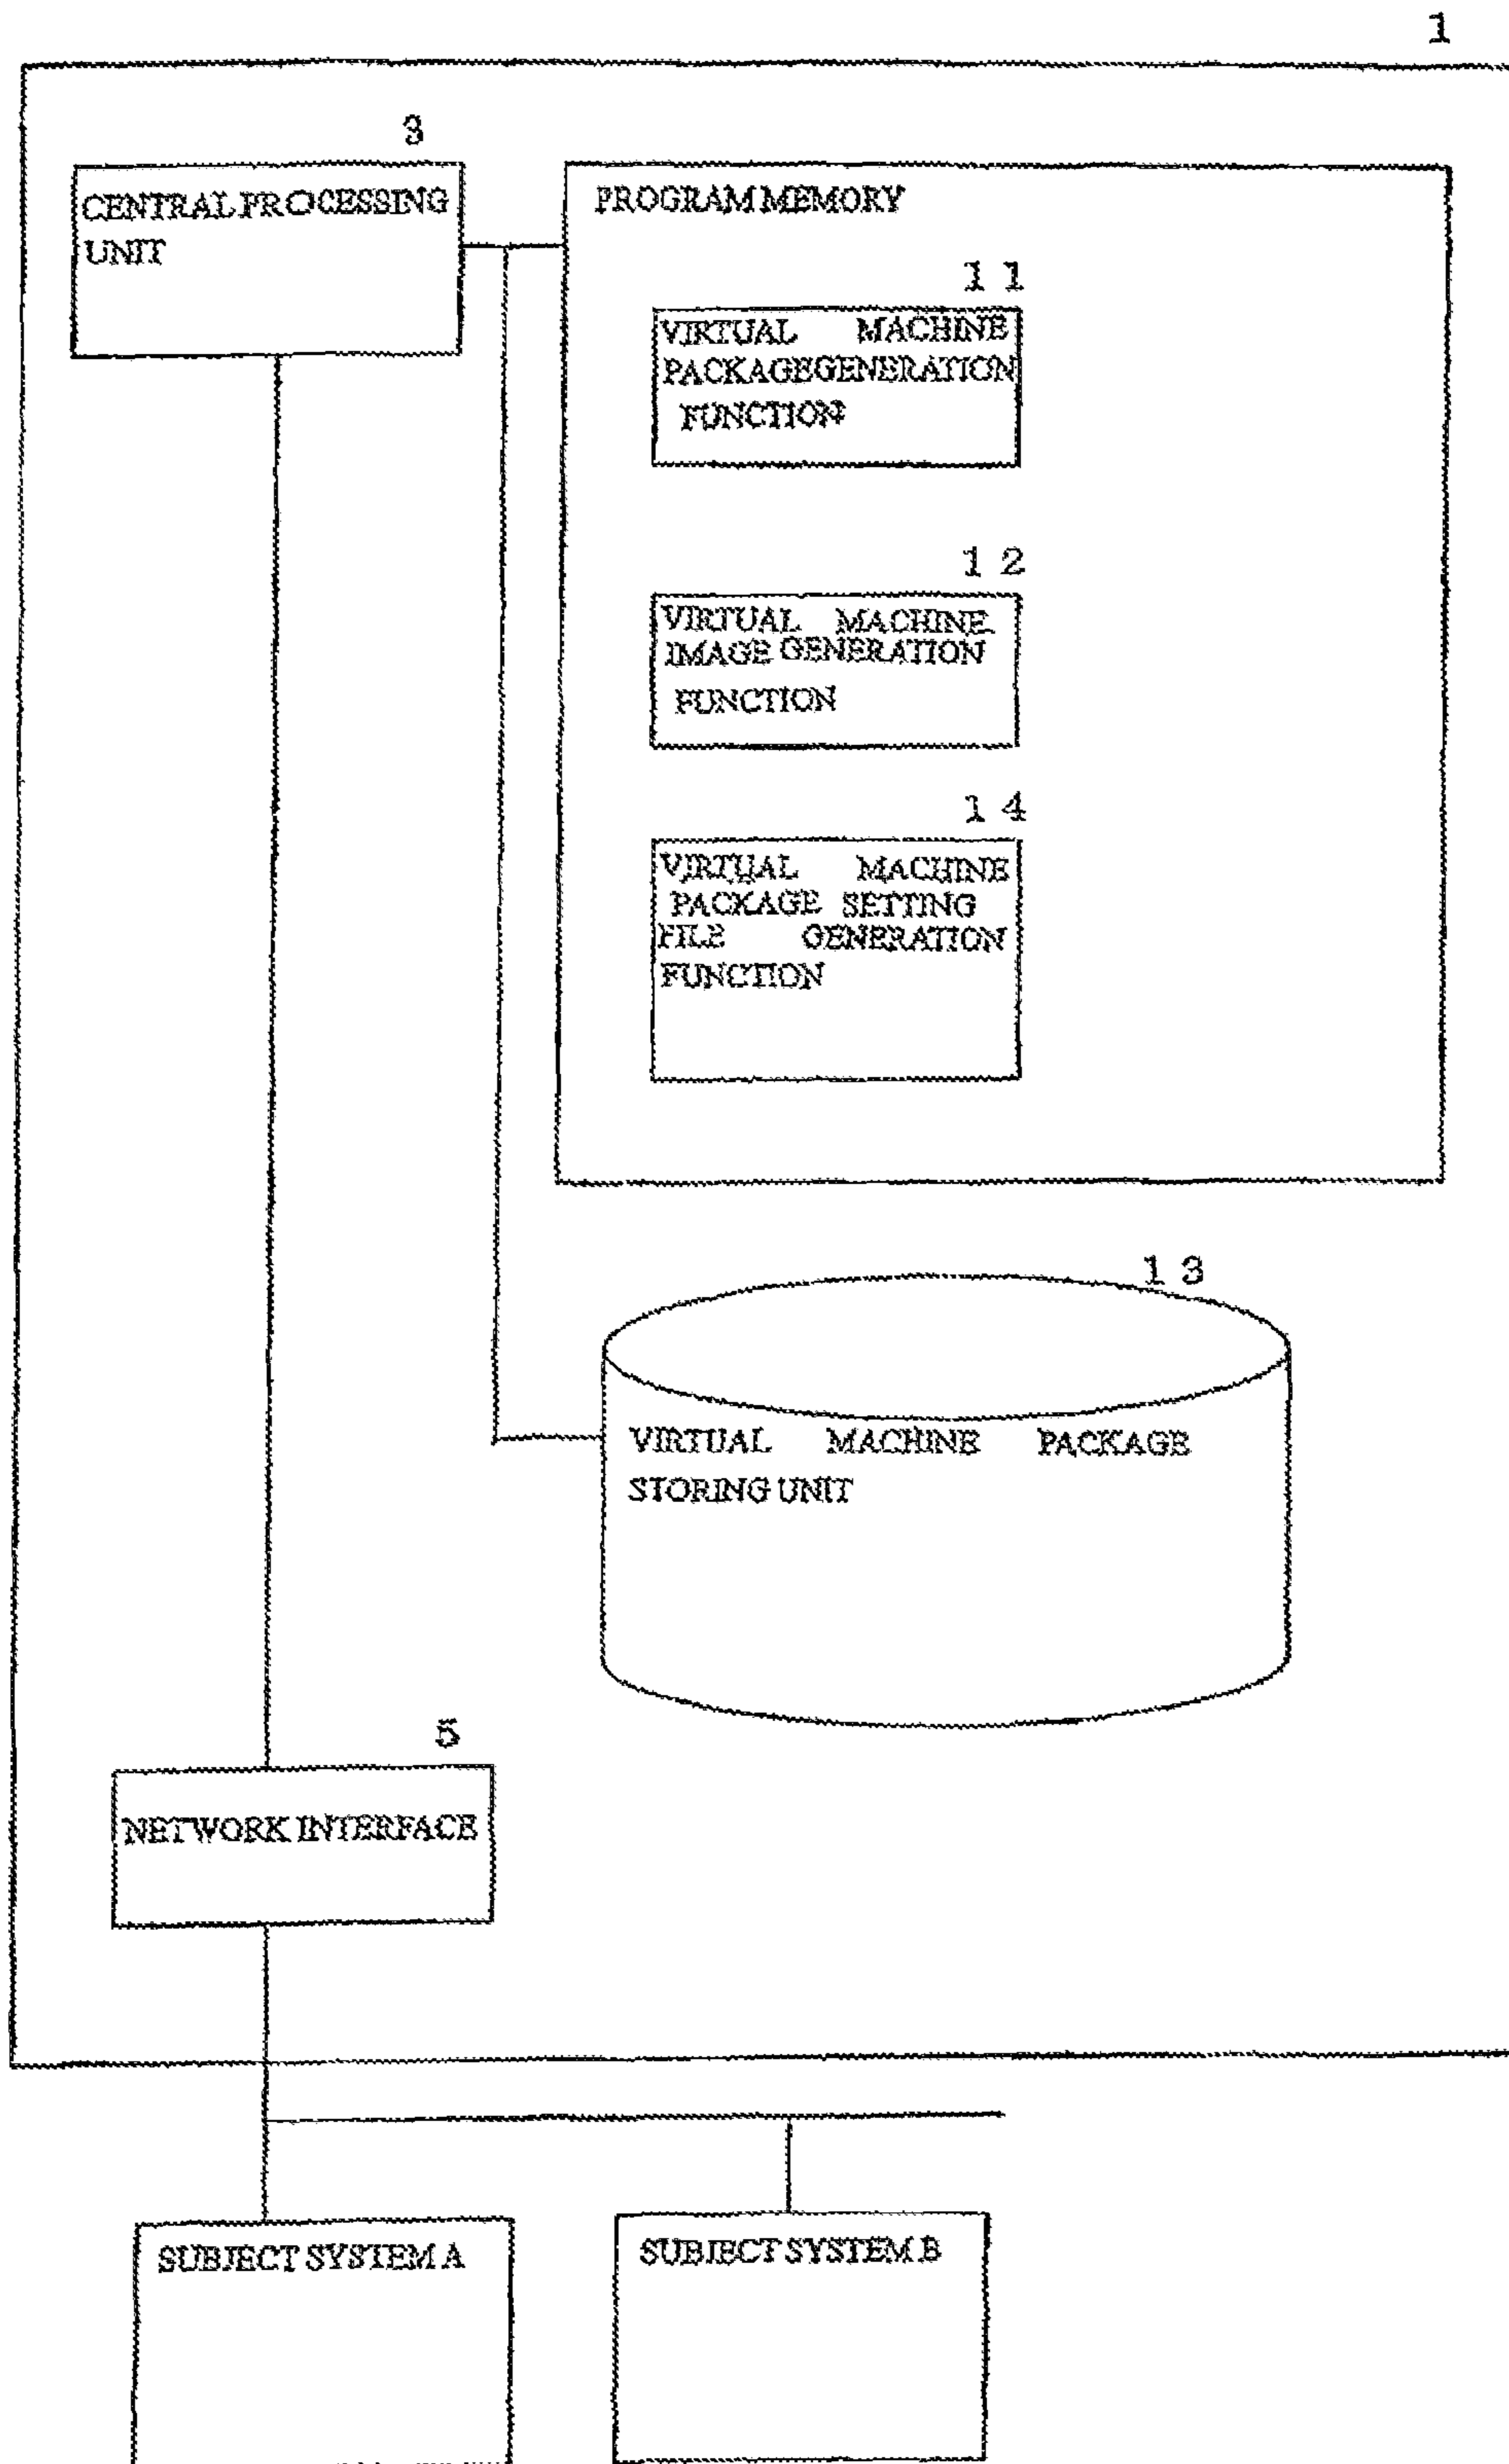 1
3
CENTRAL PROCESSING
UNIT
PROGRAM MEMORY
11
VIRTUAL MACHINE
PACKAGE GENERATION
FUNCTION
12
VIRTUAL MACHINE
IMAGE GENERATION
FUNCTION
14
VIRTUAL MACHINE
PACKAGE SETTING
FILE GENERATION
FUNCTION
13
VIRTUAL MACHINE PACKAGE
STORING UNIT
5
NETWORK INTERFACE
SUBJECT SYSTEM A
SUBJECT SYSTEM B